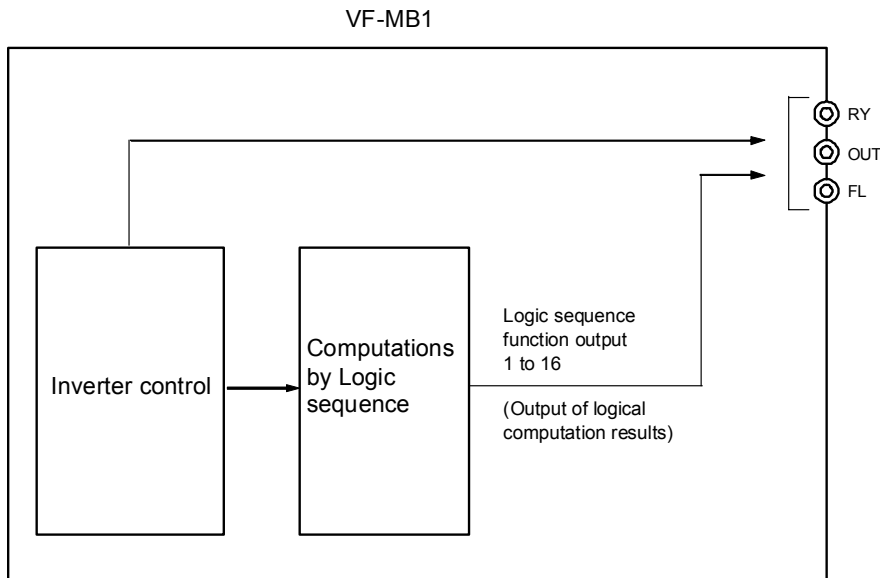 VF-MB1
RY
OUT
FL
Inverter control
Computations
by Logic
sequence
Logic sequence
function output
1 to 16
(Output of logical
computation results)